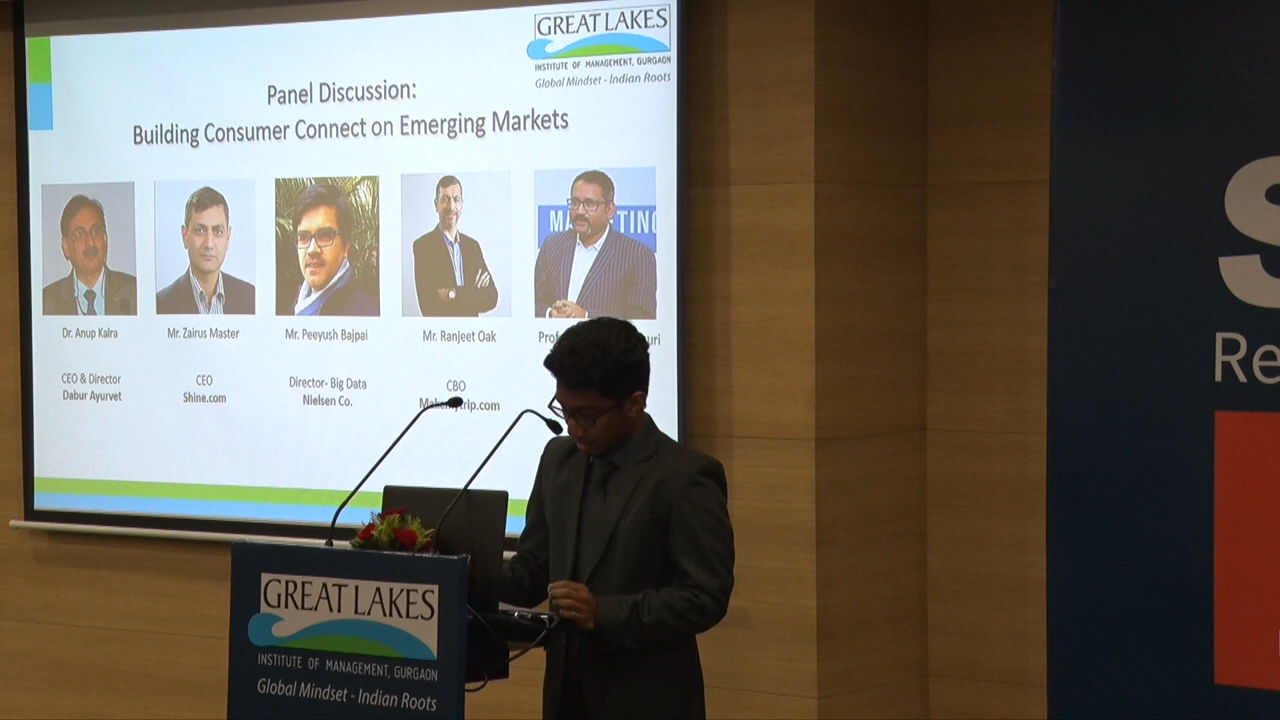 GREAT LAKES
INSTITUTE OF MANAGEMENT, GURGAON
Global Mindset - Indian Roots
Panel Discussion:
Building Consumer Connect on Emerging Markets
Dr. Anup Kalra
CEO & Director
Dabur Ayurvet
Mr. Zairus Master
CEO
Shine.com
Mr. Peeyush Bajpai
Director- Big Data
Nielsen Co.
Mr. Ranjeet Oak
CBO
Makemytrip.com
GREAT LAKES
INSTITUTE OF MANAGEMENT, GURGAON
Global Mindset - Indian Roots